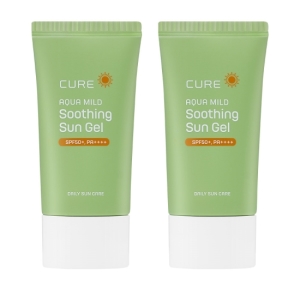 CURE
AQUA MILD
Soothing
Sun Gel
SPF50+, PA++++
DAILY SUN CARE
CURE
AQUA MILD
Soothing
Sun Gel
SPF50+, PA++++
DAILY SUN CARE